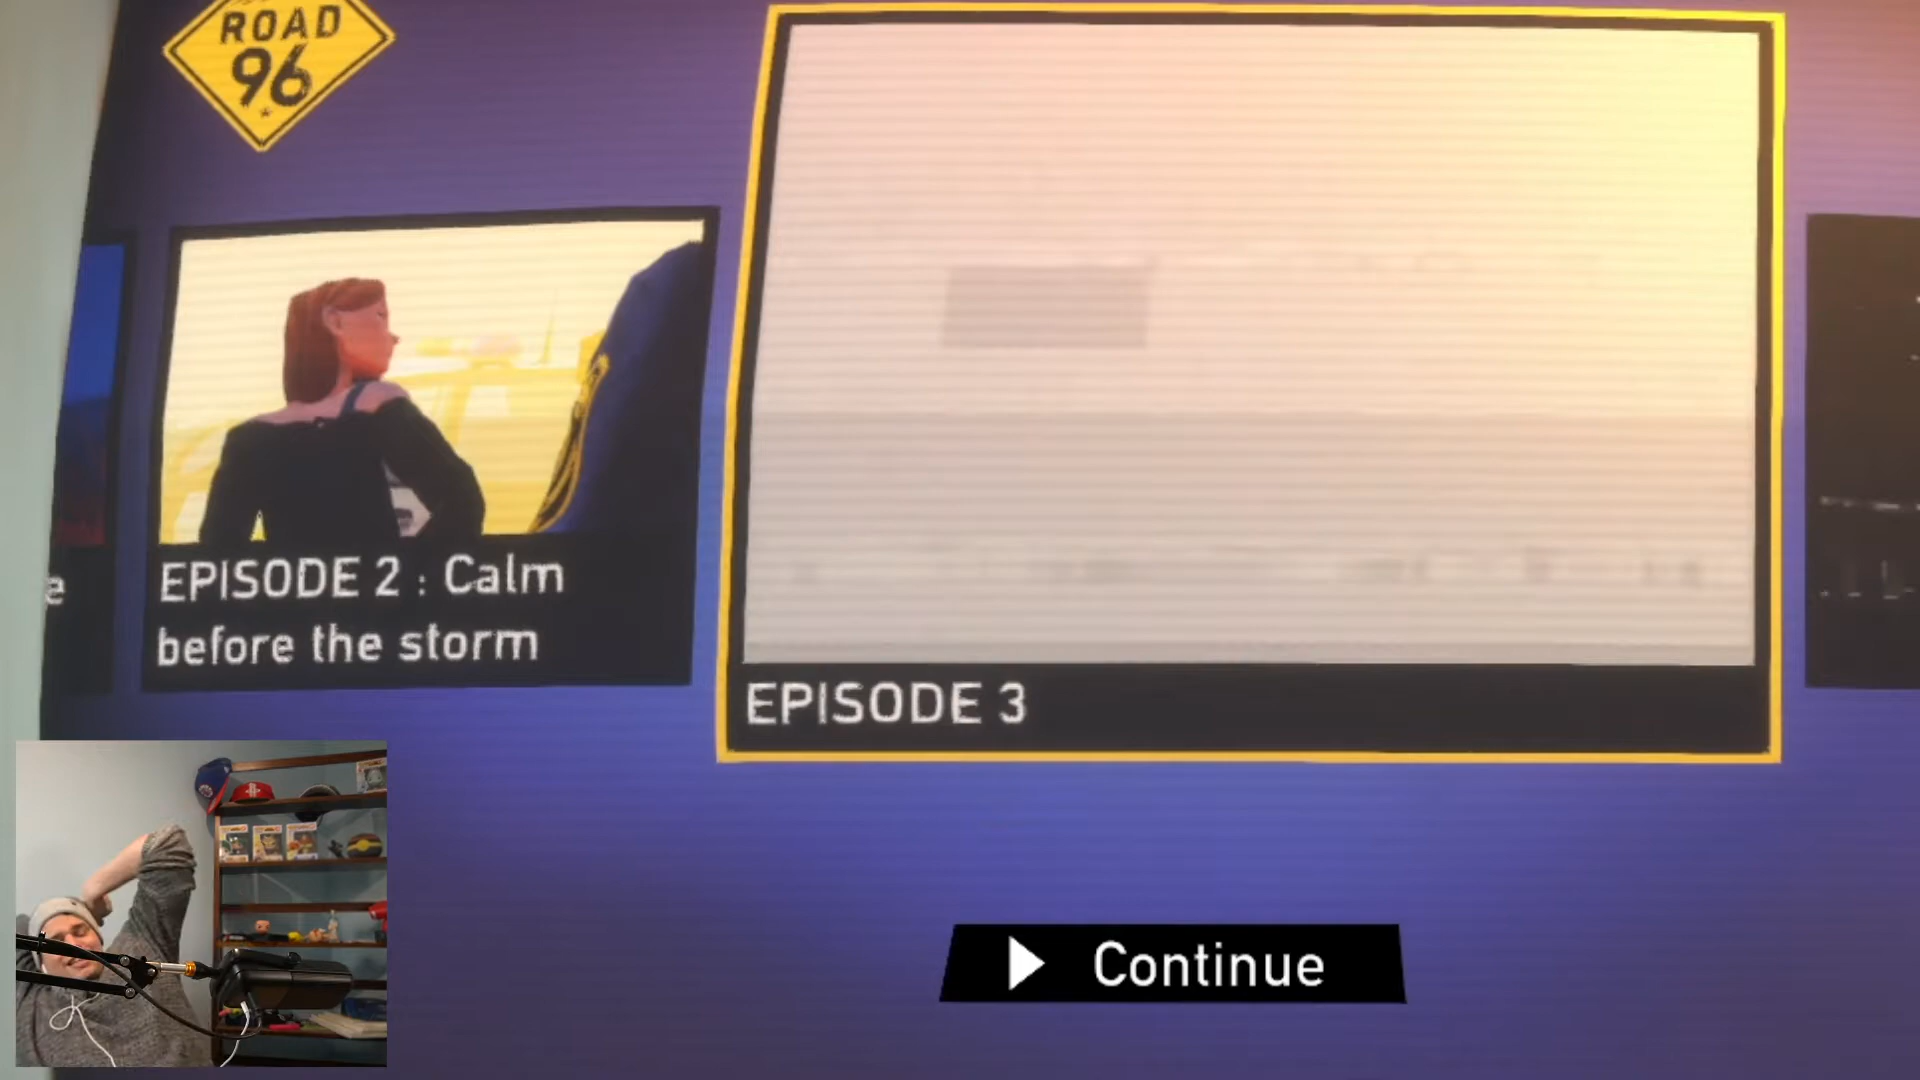 ROAD
96
e
EPISODE 2 : Calm
before the storm
EPISODE 3
Continue